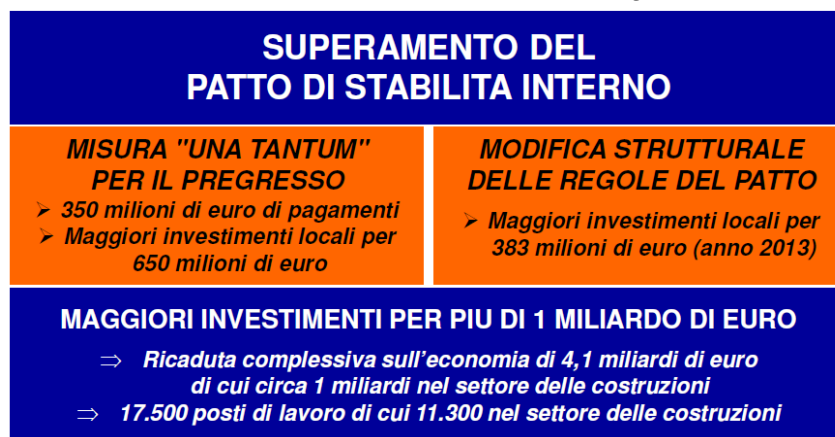 SUPERAMENTO DEL
PATTO DI STABILITA INTERNO
MISURA "UNA TANTUM"
PER IL PREGRESSO
➢ 350 milioni di euro di pagamenti
➢ Maggiori investimenti locali per
650 milioni di euro
MODIFICA STRUTTURALE
DELLE REGOLE DEL PATTO
➢ Maggiori investimenti locali per
383 milioni di euro (anno 2013)
MAGGIORI INVESTIMENTI PER PIU DI 1 MILIARDO DI EURO
⇒ Ricaduta complessiva sull'economia di 4,1 miliardi di euro
di cui circa 1 miliardi nel settore delle costruzioni
⇒ 17.500 posti di lavoro di cui 11.300 nel settore delle costruzioni